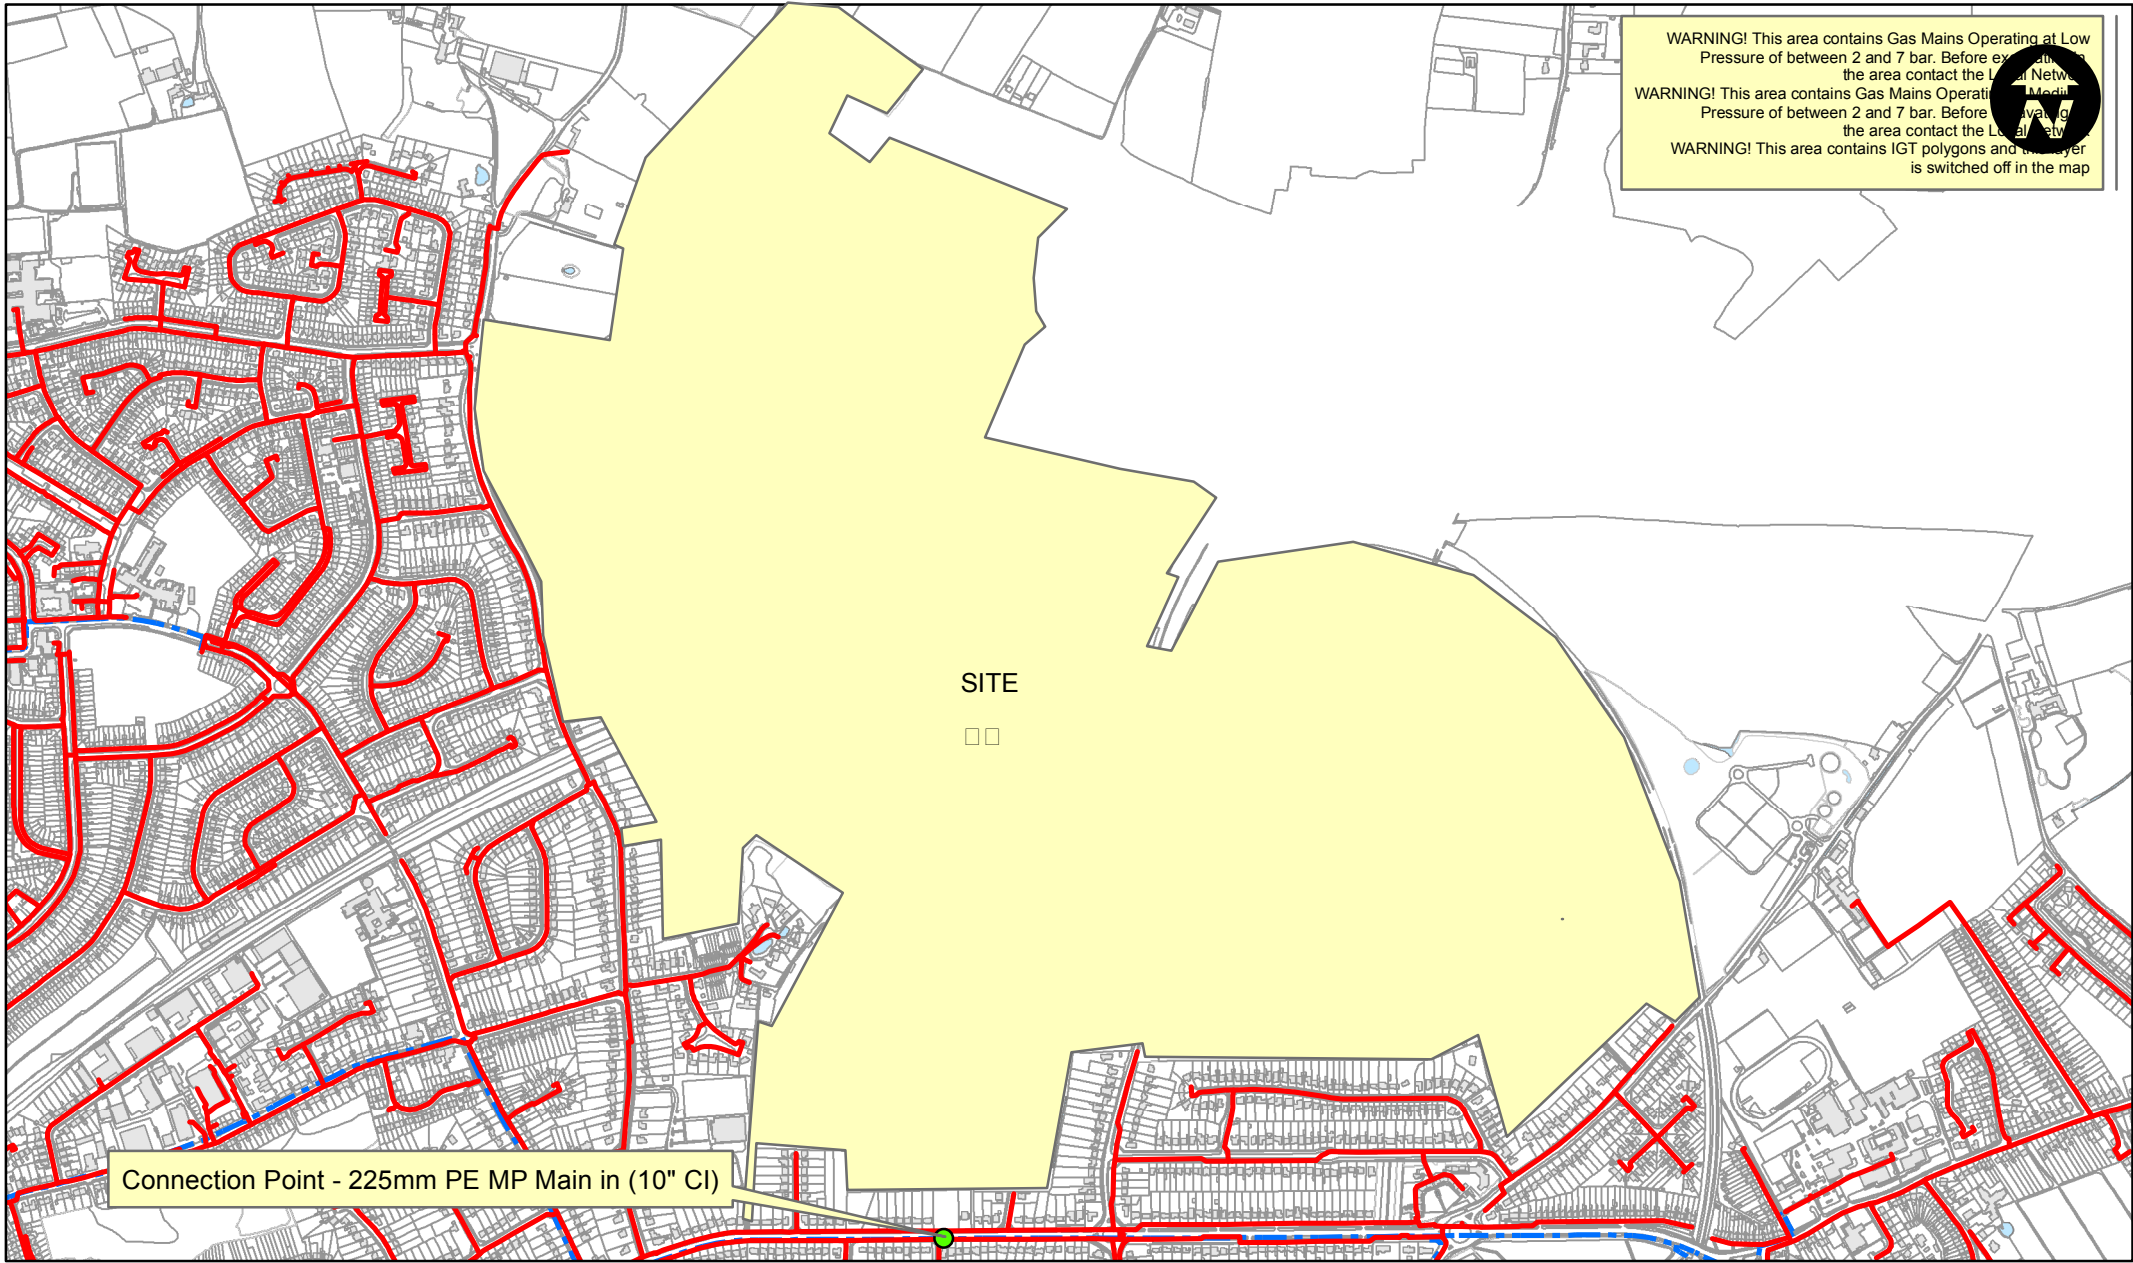 WARNING! This area contains Gas Mains Operating at Low
Pressure of between 2 and 7 bar. Before
the area contact the
WARNING! This area contains Gas Mains
Pressure of between 2 and 7 bar. Before
the area contact the
WARNING! This area contains IGT polygons and
is switched off in the map
N
SITE
Connection Point - 225mm PE MP Main in (10" CI)